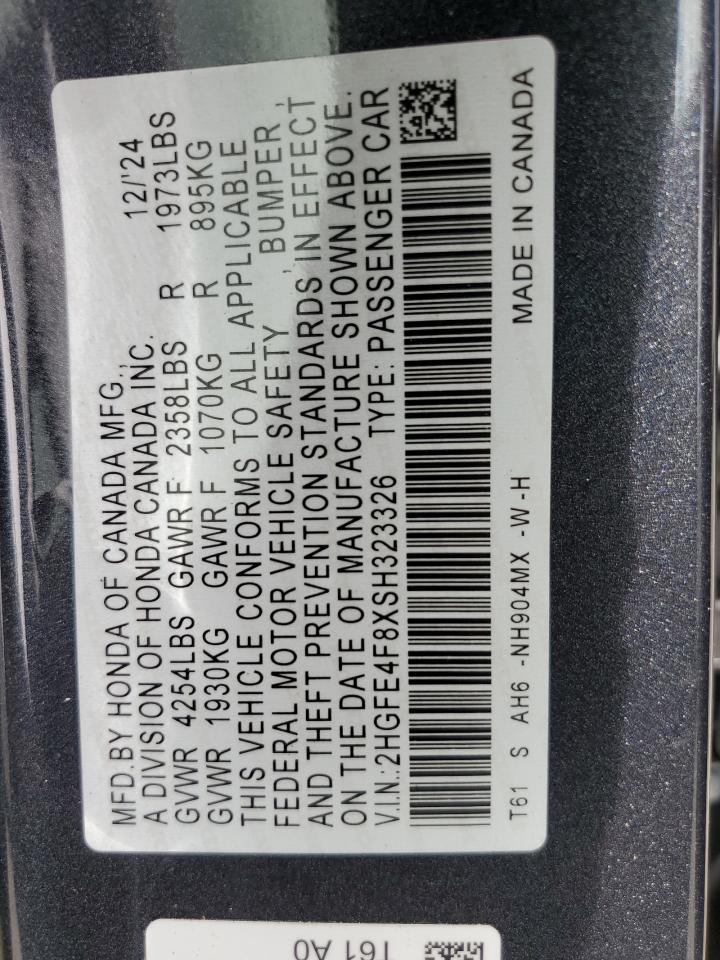 MFD. BY HONDA OF CANADA MFG., 12/'24
A DIVISION OF HONDA CANADA INC.
GVWR 4254LBS GAWR F 2358LBS R 1973LBS
GVWR 1930KG GAWR F 1070KG R 895KG
THIS VEHICLE CONFORMS TO ALL APPLICABLE
FEDERAL MOTOR VEHICLE SAFETY, BUMPER,
AND THEFT PREVENTION STANDARDS, IN EFFECT
ON THE DATE OF MANUFACTURE SHOWN ABOVE.
V.I.N.:2HGFE4F8XSH323326 TYPE: PASSENGER CAR
MADE IN CANADA
T61 S AH6 -NH904MX -W -H
T61 A0